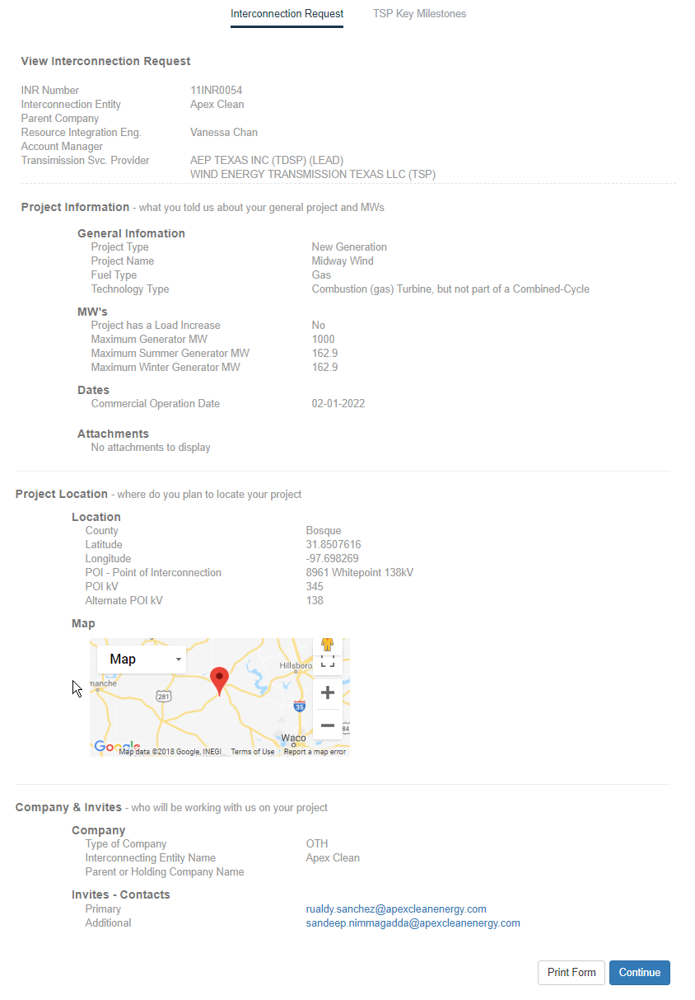 Interconnection Request TSP Key Milestones
View Interconnection Request
INR Number 11INR0054
Interconnection Entity Apex Clean
Parent Company
Resource Integration Eng. Vanessa Chan
Account Manager
Transimission Svc. Provider AEP TEXAS INC (TDSP) (LEAD)
WIND ENERGY TRANSMISSION TEXAS LLC (TSP)
Project Information - what you told us about your general project and MWs
General Infomation
Project Type New Generation
Project Name Midway Wind
Fuel Type Gas
Technology Type Combustion (gas) Turbine, but not part of a Combined-Cycle
MW's
Project has a Load Increase No
Maximum Generator MW 1000
Maximum Summer Generator MW 162.9
Maximum Winter Generator MW 162.9
Dates
Commercial Operation Date 02-01-2022
Attachments
No attachments to display
Project Location - where do you plan to locate your project
Location
County Bosque
Latitude 31.8507616
Longitude -97.698269
POI - Point of Interconnection 8961 Whitepoint 138kV
POI kV 345
Alternate POI kV 138
Map
Map
Hillsboro
manche
281
35
84
Waco
Google
Map data ©2018 Google, INEGI Terms of Use Report a map error
Company & Invites - who will be working with us on your project
Company
Type of Company OTH
Interconnecting Entity Name Apex Clean
Parent or Holding Company Name
Invites - Contacts
Primary rualdy.sanchez@apexcleanenergy.com
Additional sandeep.nimmagadda@apexcleanenergy.com
Print Form Continue